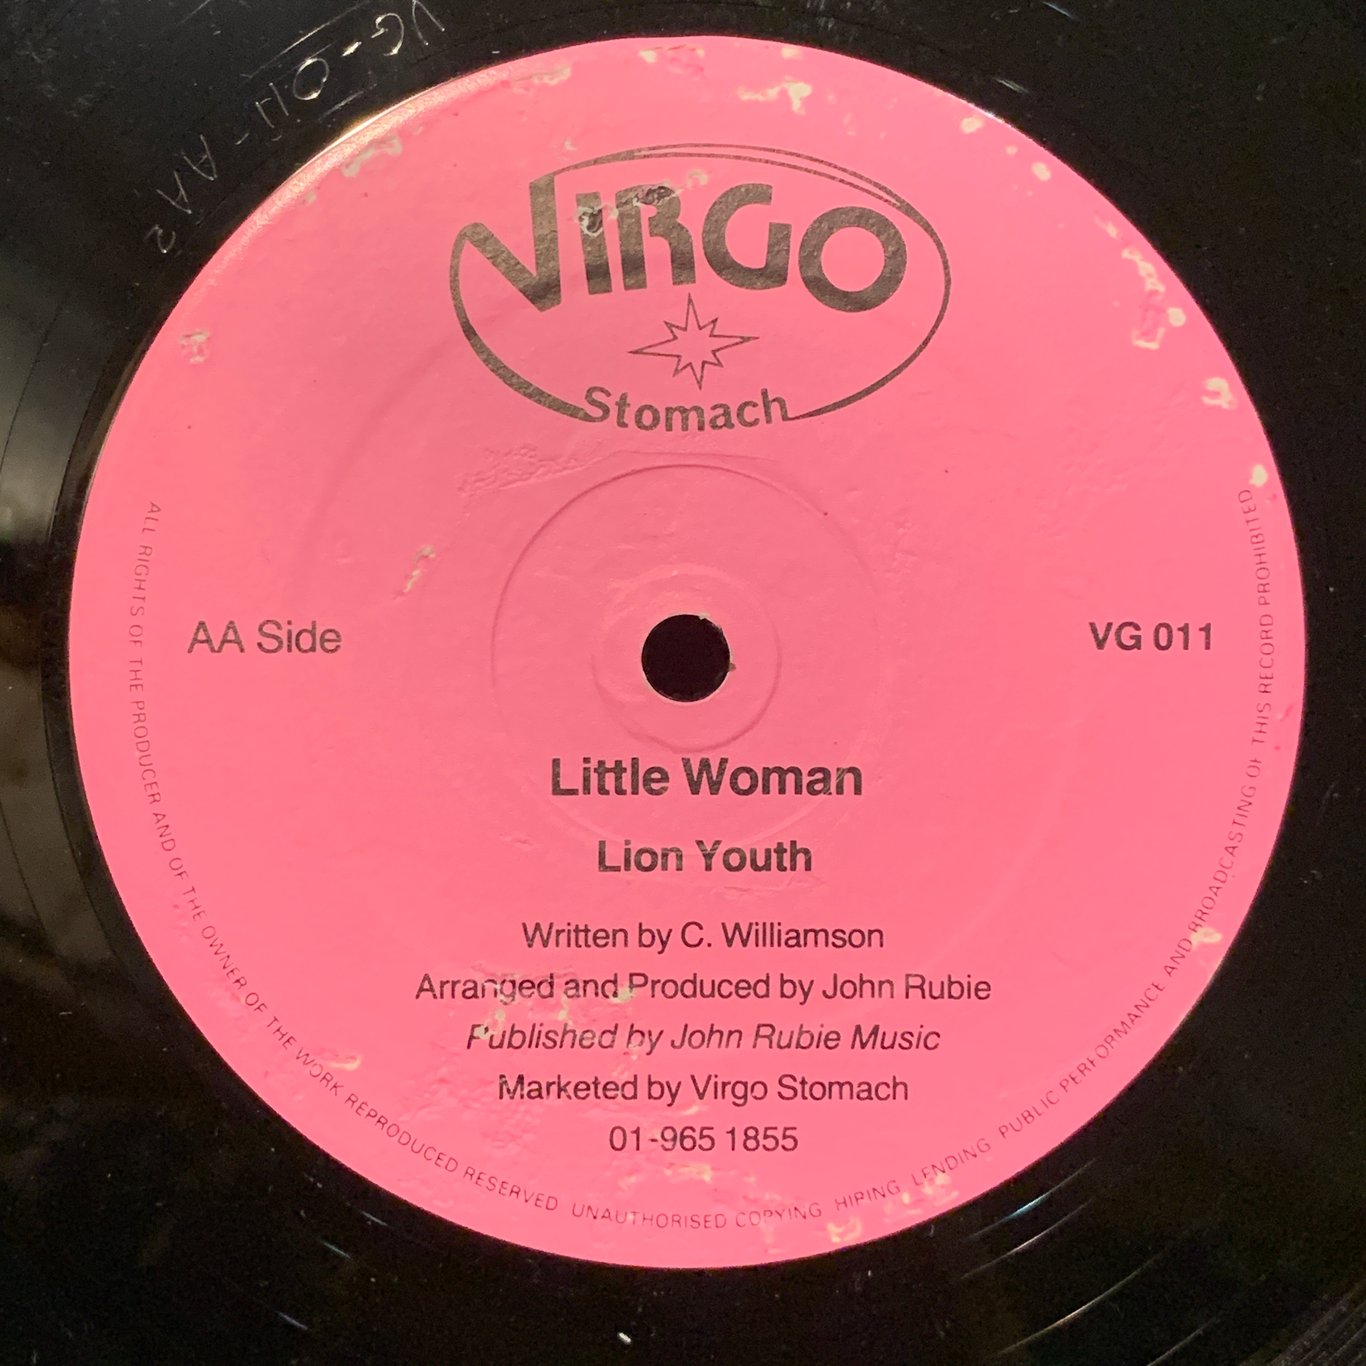 VG-011-AA2
VIRGO
Stomach
AA Side
VG 011
Little Woman
Lion Youth
Written by C. Williamson
Arranged and Produced by John Rubie
Published by John Rubie Music
Marketed by Virgo Stomach
01-965 1855
ALL RIGHTS OF THE PRODUCER AND OF THE OWNER OF THE WORK REPRODUCED RESERVED UNAUTHORISED COPYING HIRING LENDING PUBLIC PERFORMANCE AND BROADCASTING OF THIS RECORD PROHIBITED